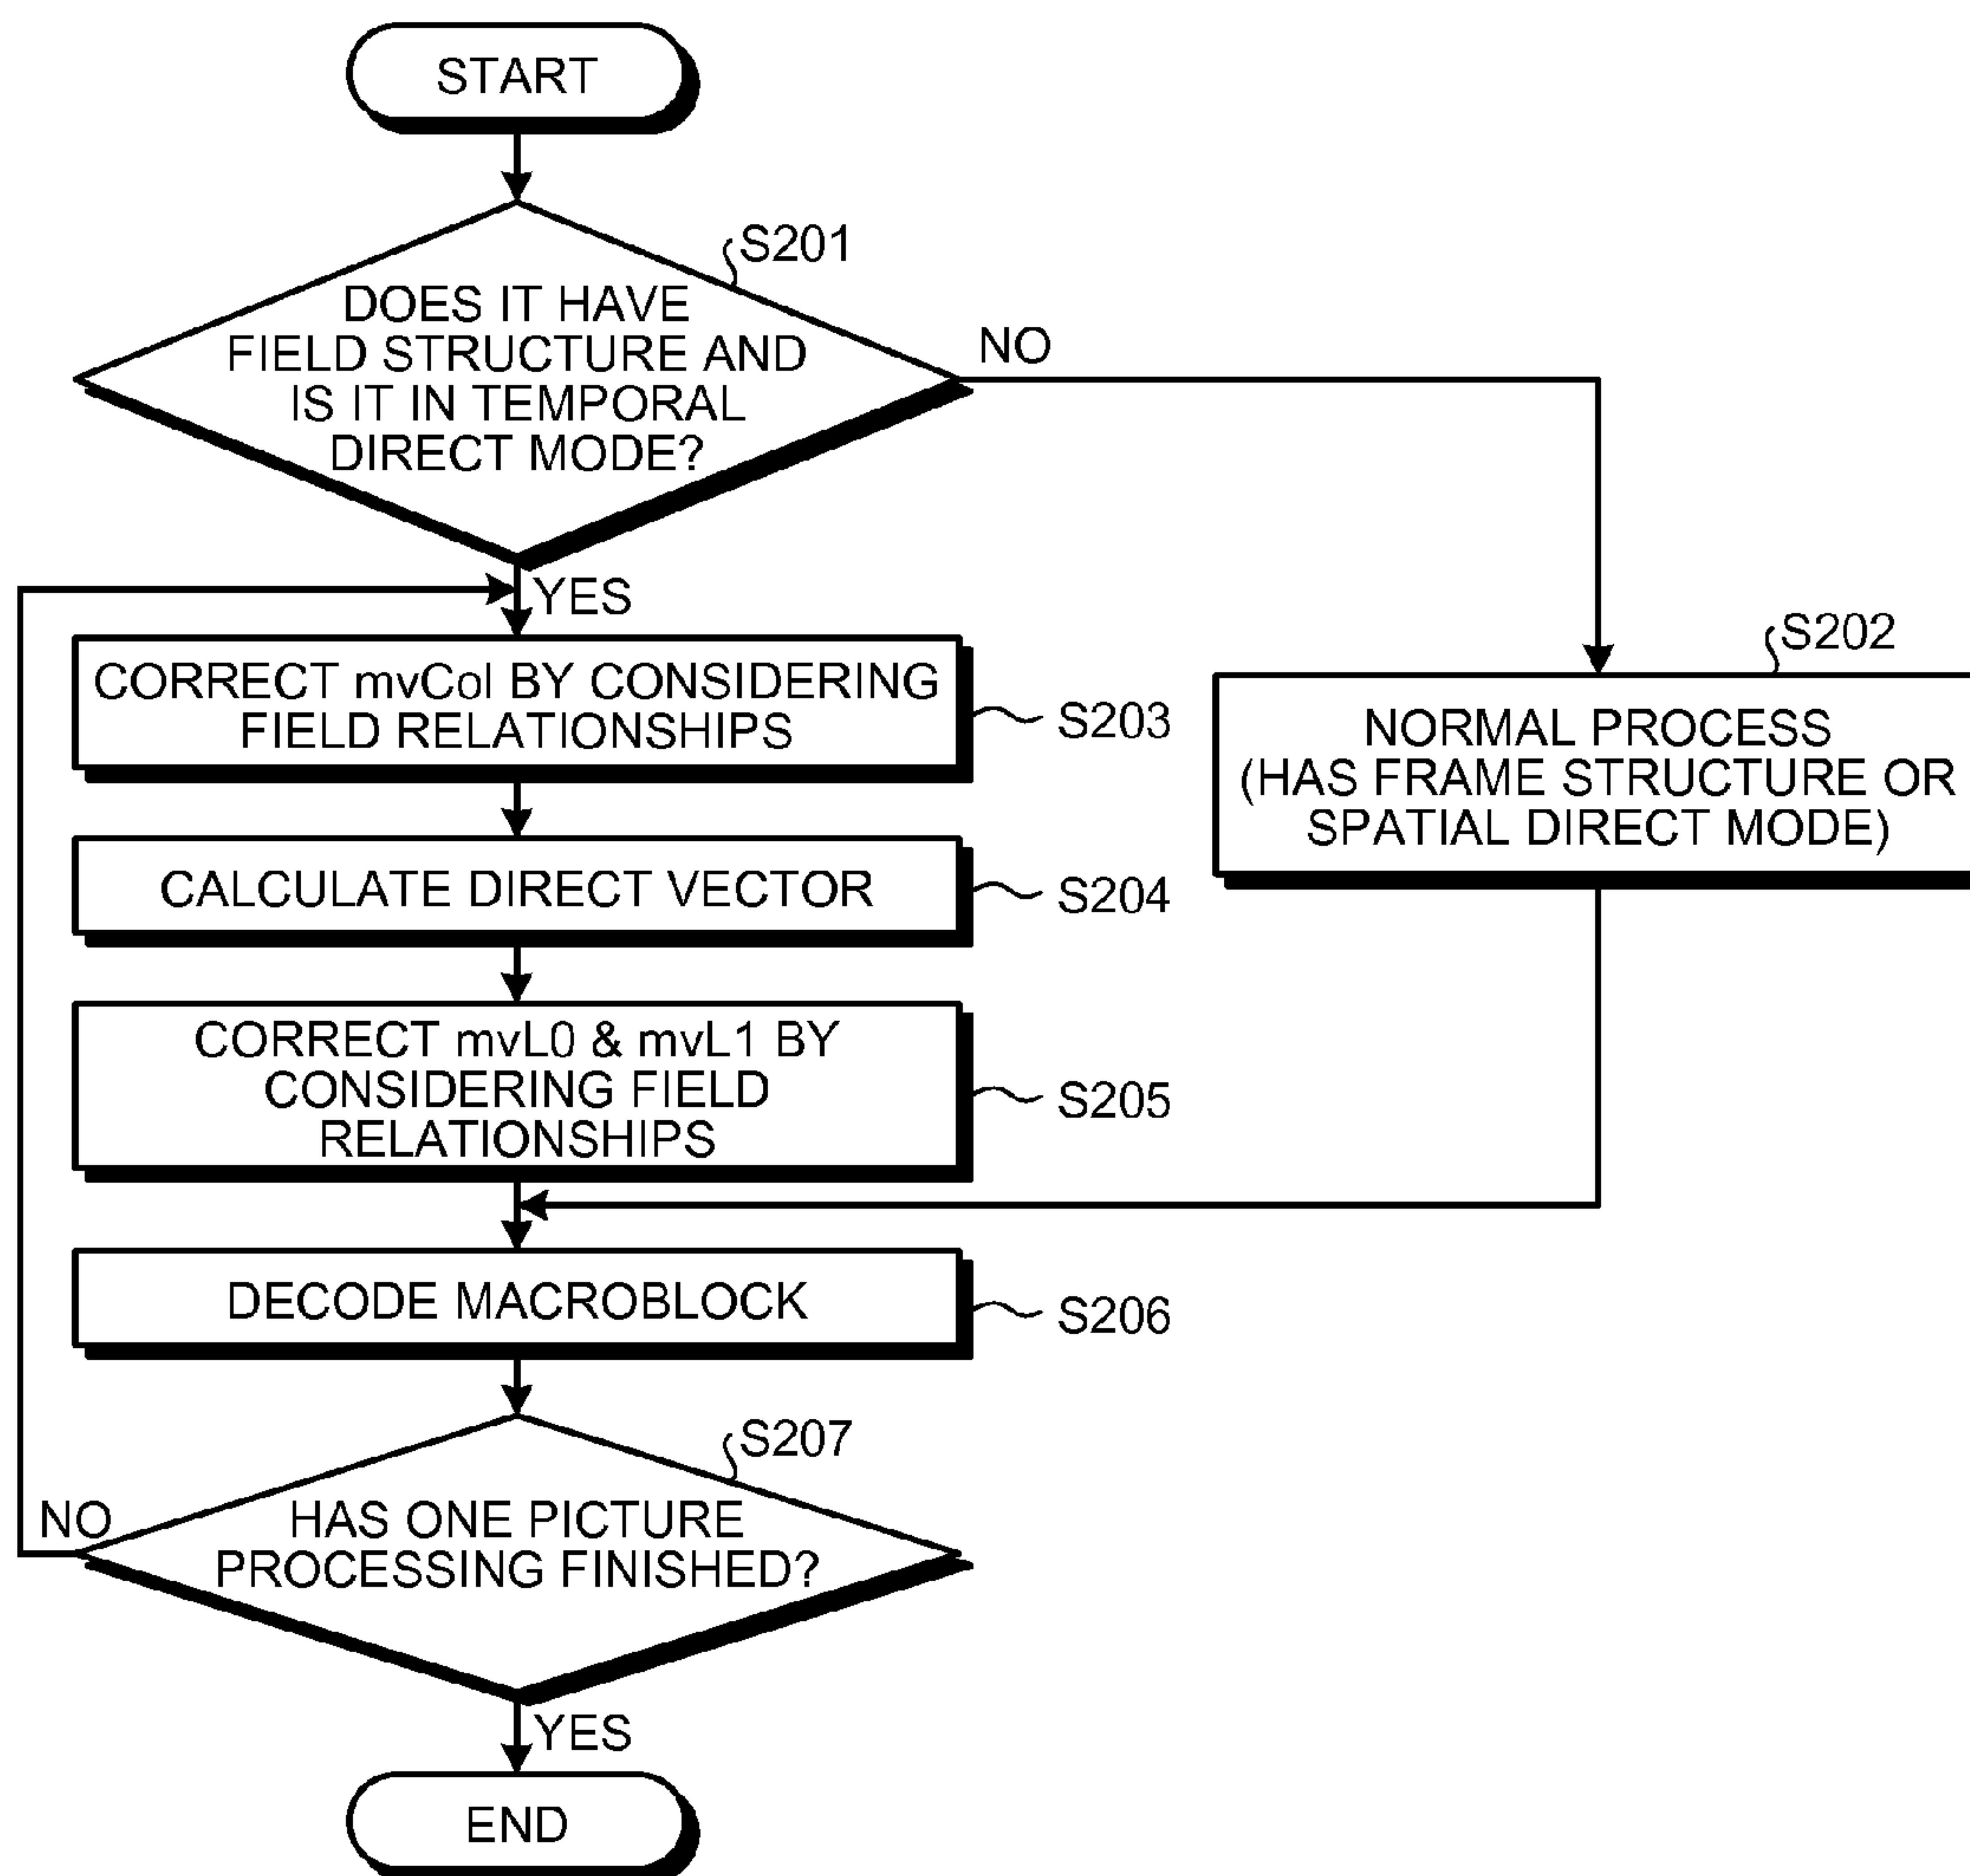 START
S201
DOES IT HAVE
FIELD STRUCTURE AND
IS IT IN TEMPORAL
DIRECT MODE?
NO
YES
S202
NORMAL PROCESS
(HAS FRAME STRUCTURE OR
SPATIAL DIRECT MODE)
CORRECT mvCol BY CONSIDERING
FIELD RELATIONSHIPS
S203
CALCULATE DIRECT VECTOR
S204
CORRECT mvL0 & mvL1 BY
CONSIDERING FIELD
RELATIONSHIPS
S205
DECODE MACROBLOCK
S206
S207
NO
HAS ONE PICTURE
PROCESSING FINISHED?
YES
END